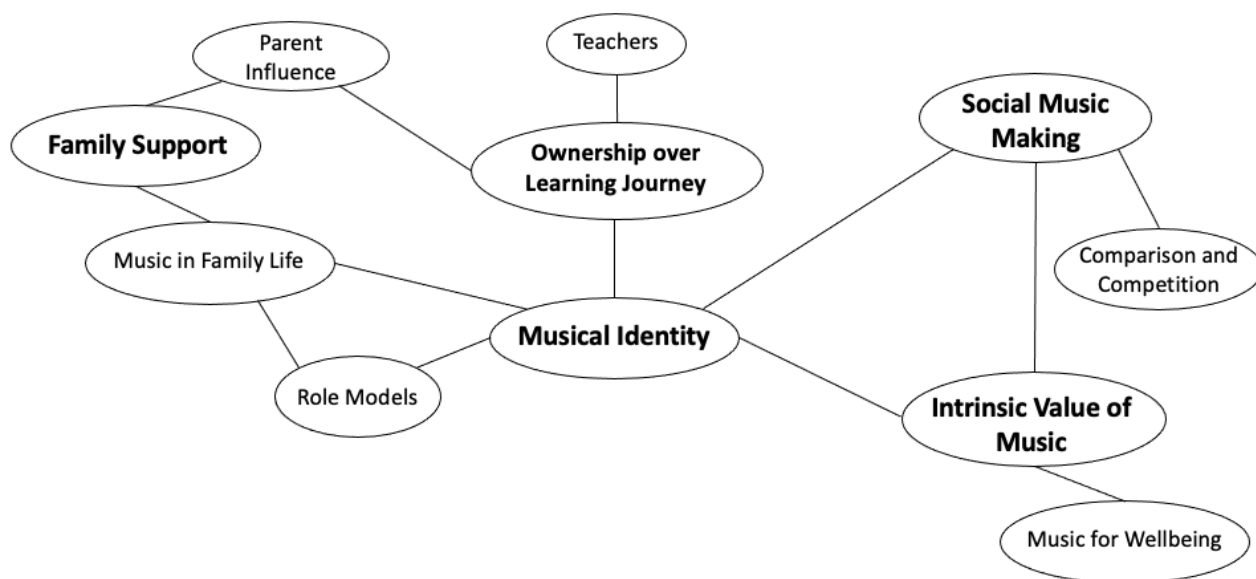 Parent
Influence
Teachers
Family Support
Ownership over
Learning Journey
Social Music
Making
Music in Family Life
Comparison and
Competition
Musical Identity
Role Models
Intrinsic Value of
Music
Music for Wellbeing